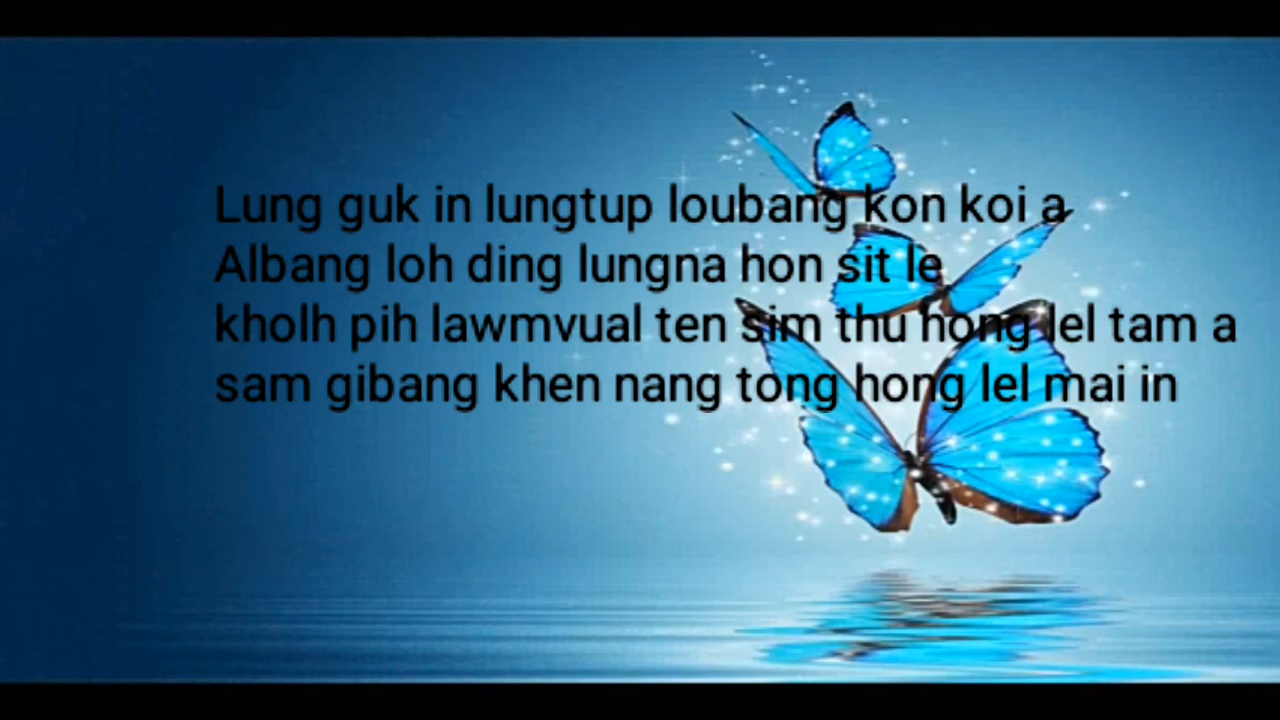 Lung guk in lungtup loubang kon koi a
Albang loh ding lungna hon sit le
kholh pih lawmvual ten sim thu hong lel tam a
sam gibang khen nang tong hong lel mai in